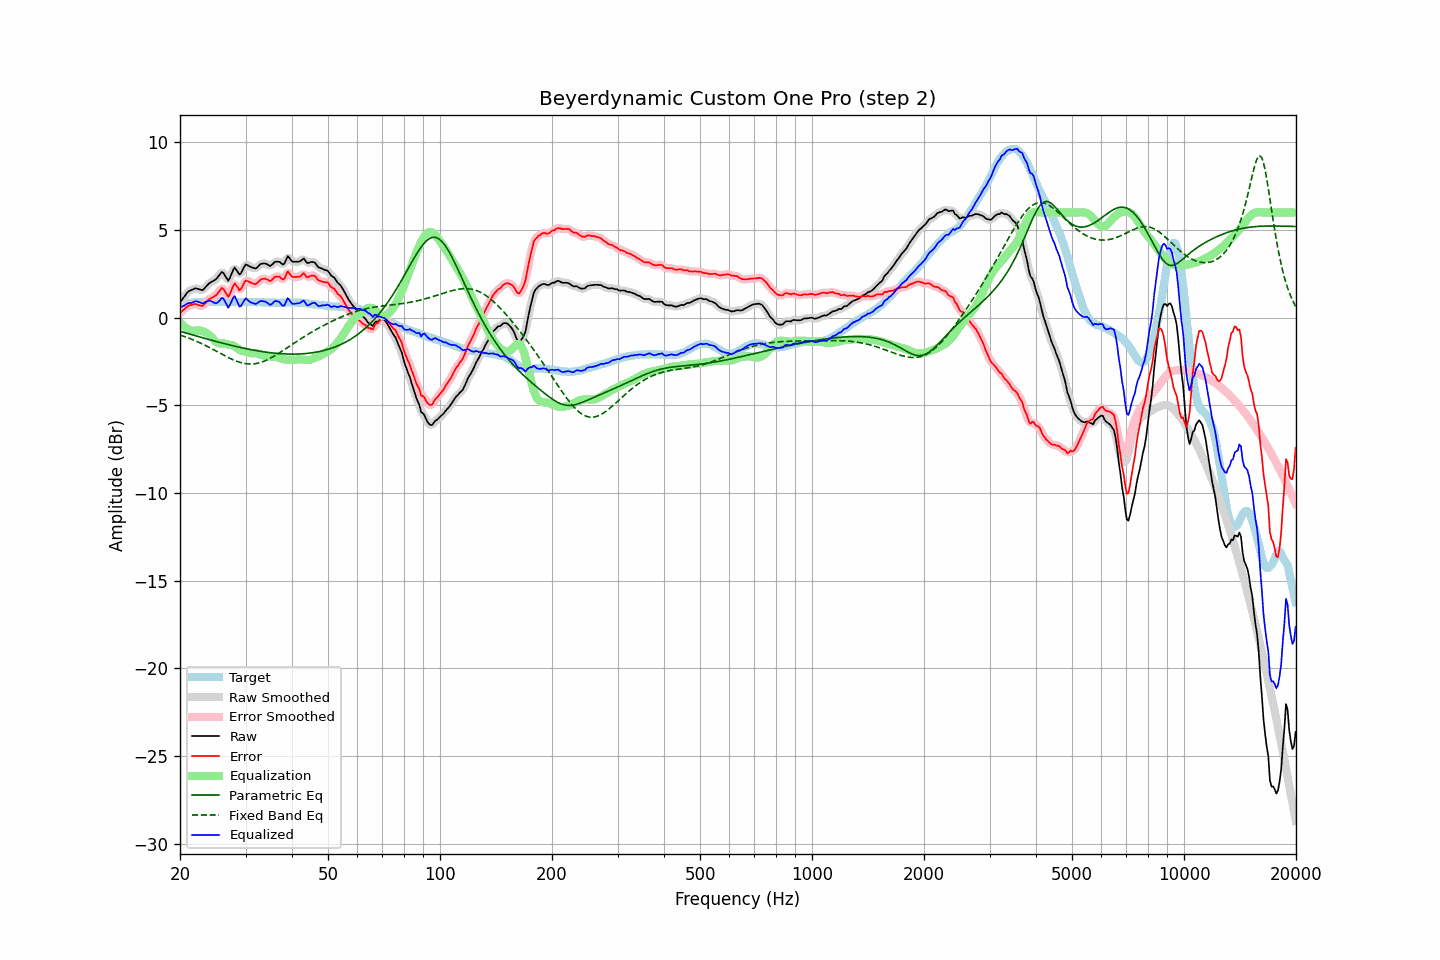 Beyerdynamic Custom One Pro (step 2)
10
5
0
−5
−10
−15
−20
−25
−30
Amplitude (dBr)
Target
Raw Smoothed
Error Smoothed
Raw
Error
Equalization
Parametric Eq
Fixed Band Eq
Equalized
20 50 100 200 500 1000 2000 5000 10000 20000
Frequency (Hz)